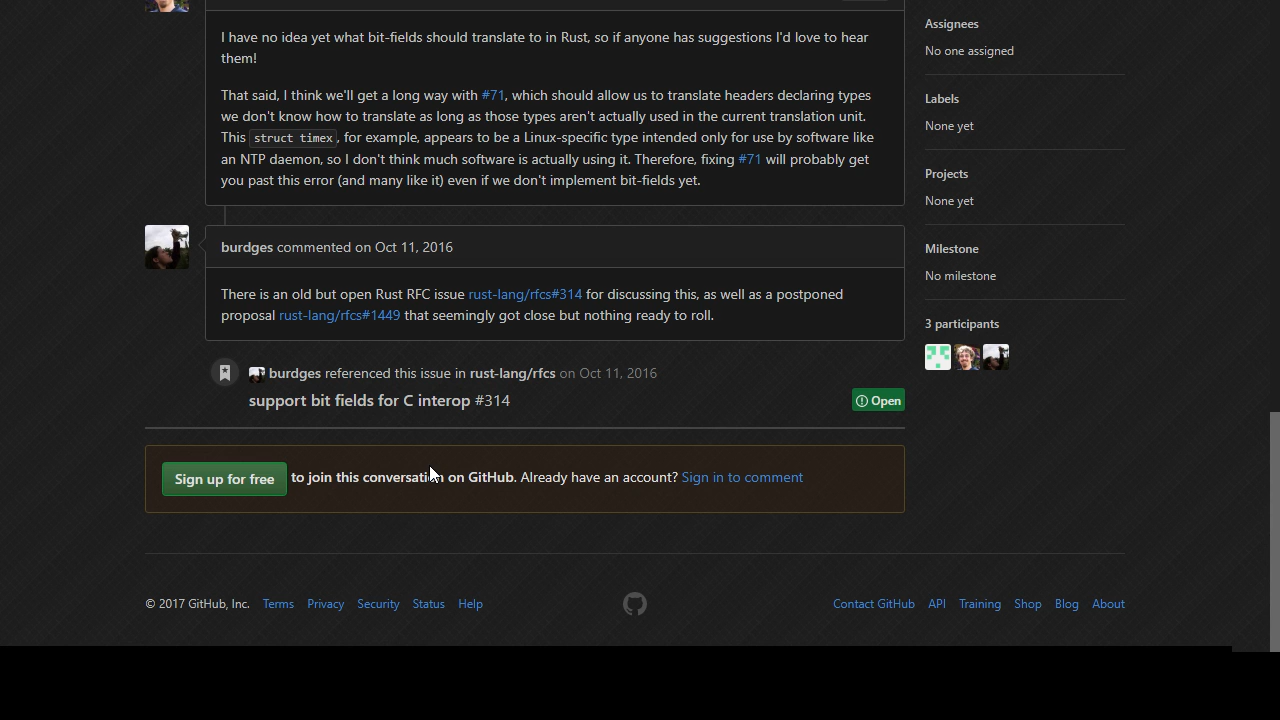 I have no idea yet what bit-fields should translate to in Rust, so if anyone has suggestions I'd love to hear
them!
That said, I think we'll get a long way with #71, which should allow us to translate headers declaring types
we don't know how to translate as long as those types aren't actually used in the current translation unit.
This struct timex, for example, appears to be a Linux-specific type intended only for use by software like
an NTP daemon, so I don't think much software is actually using it. Therefore, fixing #71 will probably get
you past this error (and many like it) even if we don't implement bit-fields yet.
burdges commented on Oct 11, 2016
There is an old but open Rust RFC issue rust-lang/rfcs#314 for discussing this, as well as a postponed
proposal rust-lang/rfcs#1449 that seemingly got close but nothing ready to roll.
burdges referenced this issue in rust-lang/rfcs on Oct 11, 2016
support bit fields for C interop #314
Open
Sign up for free to join this conversation on GitHub. Already have an account? Sign in to comment
Assignees
No one assigned
Labels
None yet
Projects
None yet
Milestone
No milestone
3 participants
© 2017 GitHub, Inc. Terms Privacy Security Status Help
Contact GitHub API Training Shop Blog About